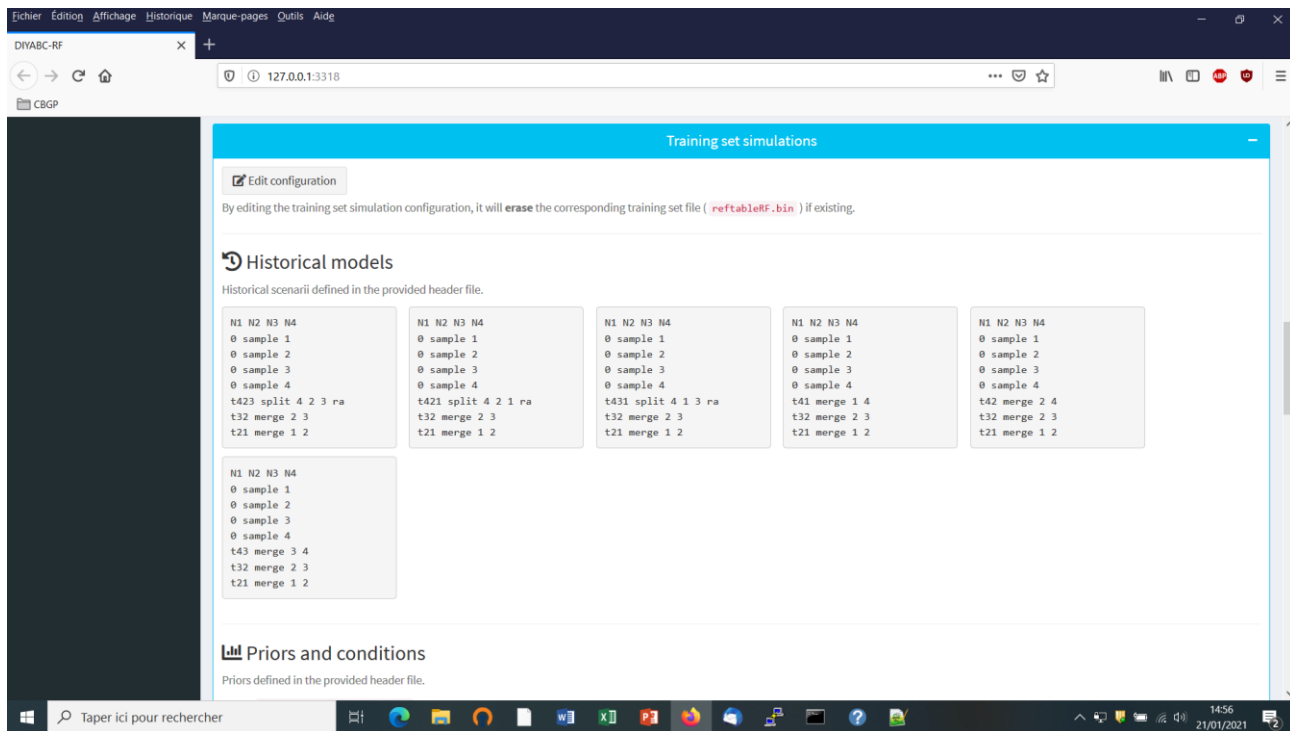 Fichier Édition Affichage Historique Marque-pages Outils Aide
DIYABC-RF
127.0.0.1:3318
CBGP
Training set simulations
Edit configuration
By editing the training set simulation configuration, it will erase the corresponding training set file ( reftableRF.bin ) if existing.
Historical models
Historical scenarii defined in the provided header file.
N1 N2 N3 N4
0 sample 1
0 sample 2
0 sample 3
0 sample 4
t423 split 4 2 3 ra
t32 merge 2 3
t21 merge 1 2
N1 N2 N3 N4
0 sample 1
0 sample 2
0 sample 3
0 sample 4
t421 split 4 2 1 ra
t32 merge 2 3
t21 merge 1 2
N1 N2 N3 N4
0 sample 1
0 sample 2
0 sample 3
0 sample 4
t431 split 4 1 3 ra
t32 merge 2 3
t21 merge 1 2
N1 N2 N3 N4
0 sample 1
0 sample 2
0 sample 3
0 sample 4
t41 merge 1 4
t32 merge 2 3
t21 merge 1 2
N1 N2 N3 N4
0 sample 1
0 sample 2
0 sample 3
0 sample 4
t42 merge 2 4
t32 merge 2 3
t21 merge 1 2
N1 N2 N3 N4
0 sample 1
0 sample 2
0 sample 3
0 sample 4
t43 merge 3 4
t32 merge 2 3
t21 merge 1 2
Priors and conditions
Priors defined in the provided header file.
Taper ici pour rechercher
14:56
21/01/2021